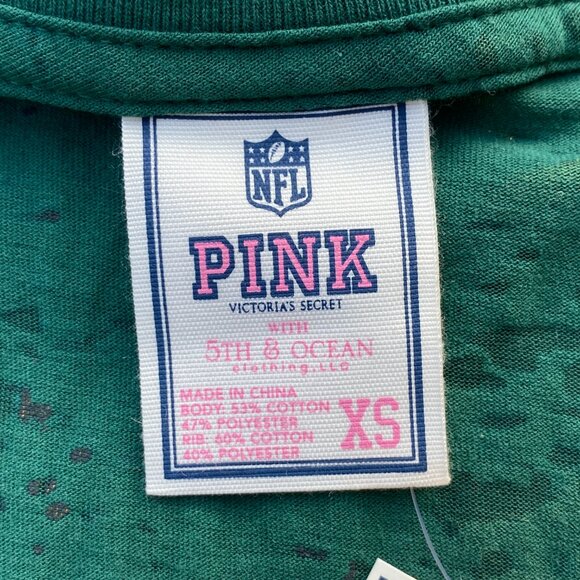 NFL
PINK
VICTORIA'S SECRET
WITH
5TH & OCEAN
clothing, LLC
MADE IN CHINA
BODY: 53% COTTON
47% POLYESTER
RIB: 60% COTTON
40% POLYESTER
XS